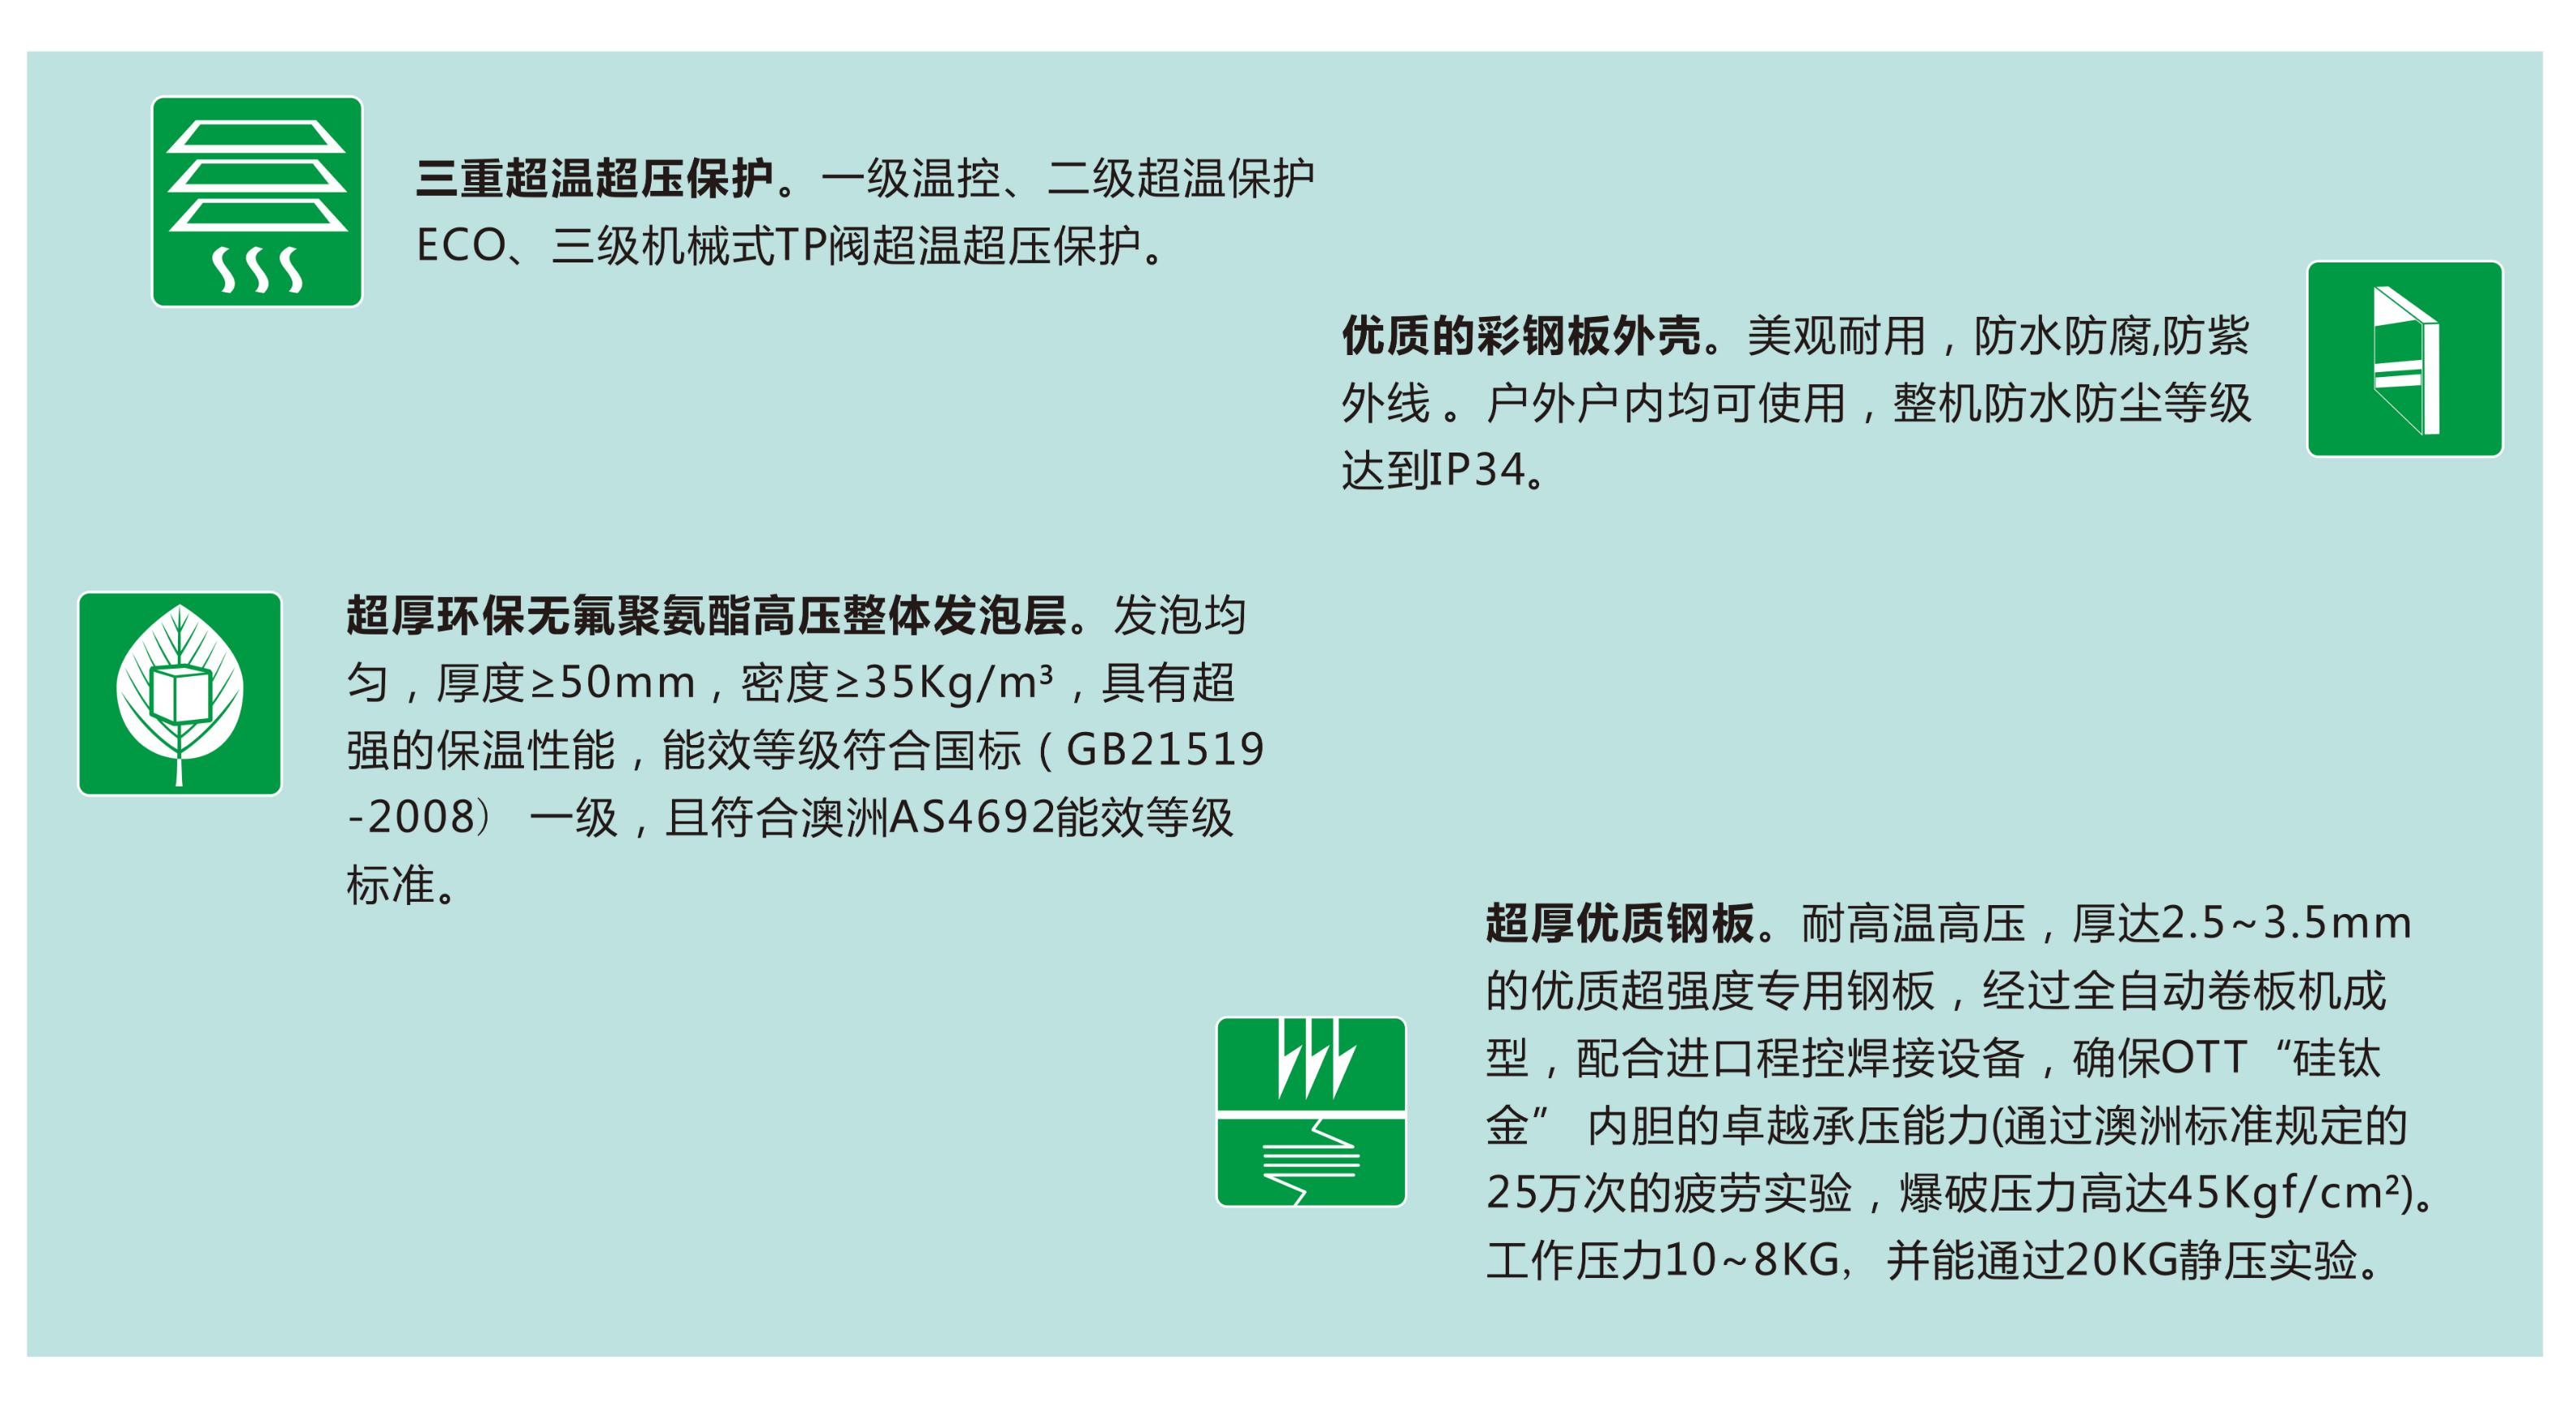 三重超温超压保护。一级温控、二级超温保护
ECO、三级机械式TP阀超温超压保护。
优质的彩钢板外壳。美观耐用，防水防腐,防紫
外线 。户外户内均可使用，整机防水防尘等级
达到IP34。
超厚环保无氟聚氨酯高压整体发泡层。发泡均
匀，厚度≥50mm，密度≥35Kg/m³，具有超
强的保温性能，能效等级符合国标（GB21519
-2008） 一级，且符合澳洲AS4692能效等级
标准。
超厚优质钢板。耐高温高压，厚达2.5~3.5mm
的优质超强度专用钢板，经过全自动卷板机成
型，配合进口程控焊接设备，确保OTT“硅钛
金” 内胆的卓越承压能力(通过澳洲标准规定的
25万次的疲劳实验，爆破压力高达45Kgf/cm²)。
工作压力10~8KG, 并能通过20KG静压实验。